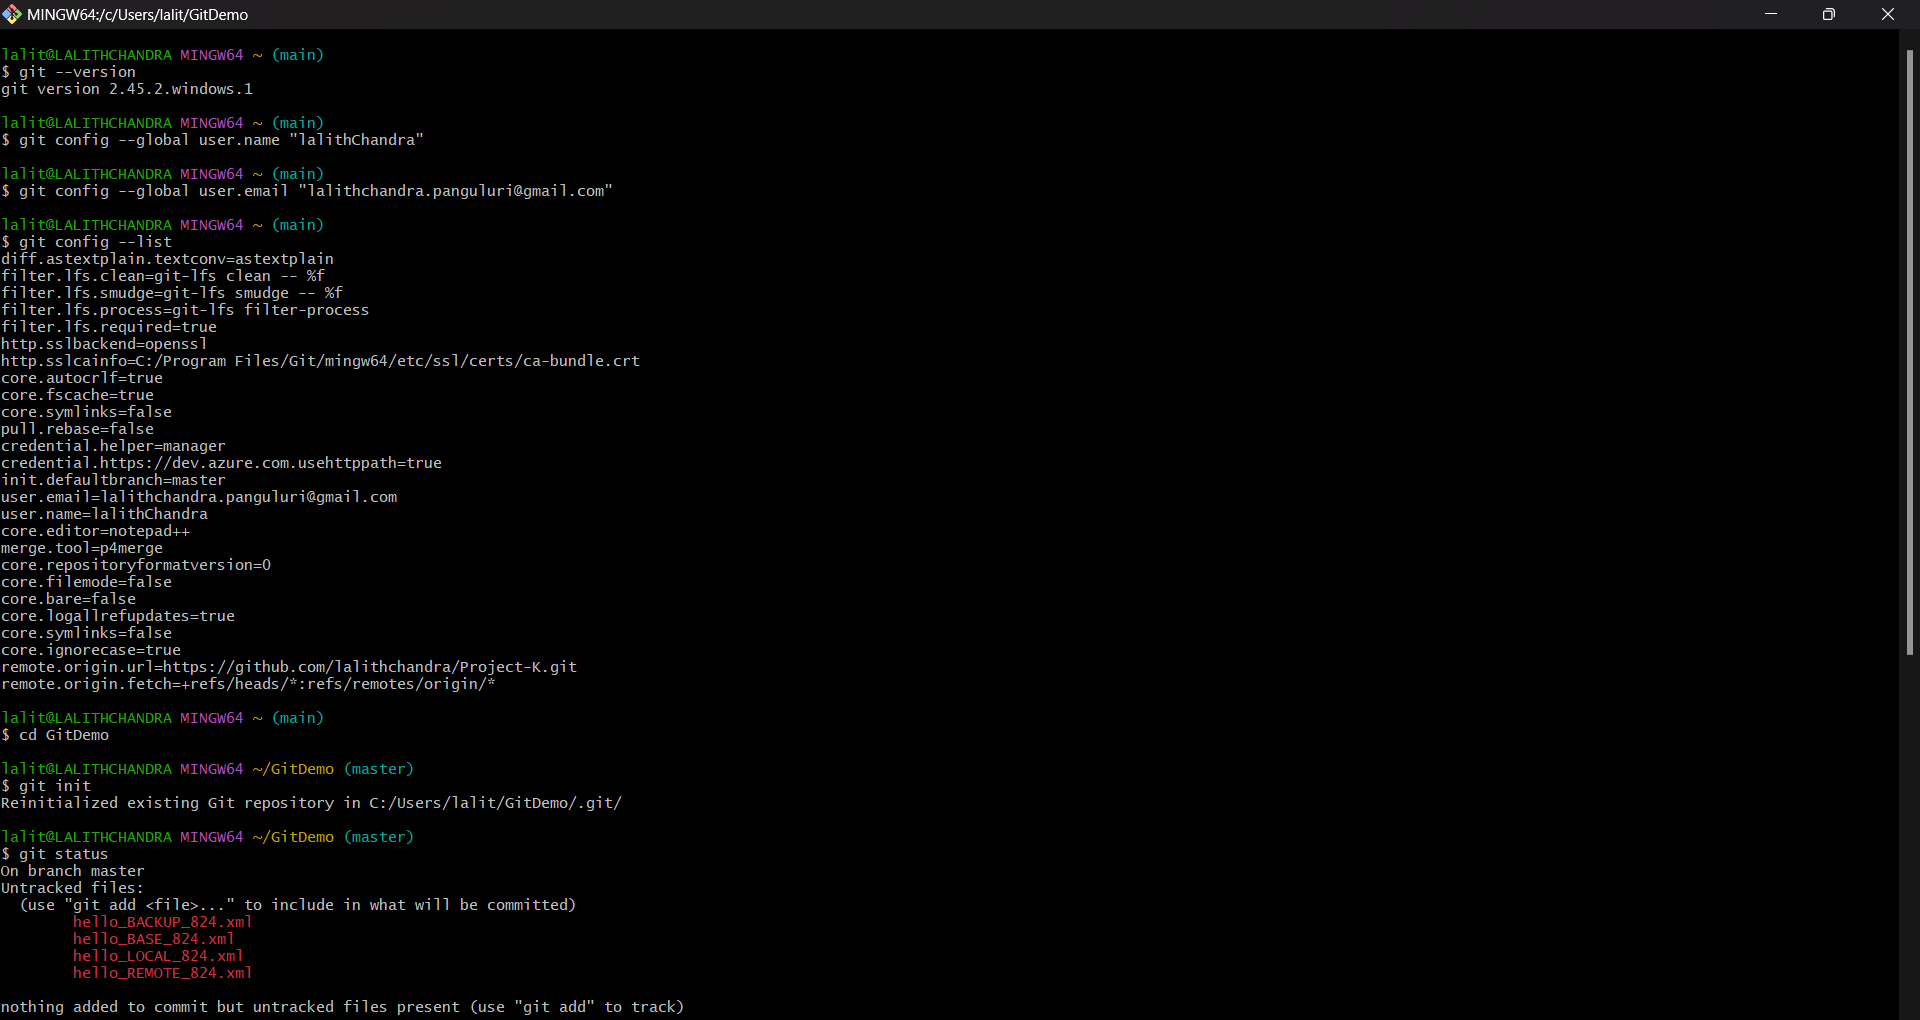 MINGW64:/c/Users/lalit/GitDemo
lalit@LALITHCHANDRA MINGW64 ~ (main)
$ git --version
git version 2.45.2.windows.1
lalit@LALITHCHANDRA MINGW64 ~ (main)
$ git config --global user.name "lalithChandra"
lalit@LALITHCHANDRA MINGW64 ~ (main)
$ git config --global user.email "lalithchandra.panguluri@gmail.com"
lalit@LALITHCHANDRA MINGW64 ~ (main)
$ git config --list
diff.astextplain.textconv=astextplain
filter.lfs.clean=git-lfs clean -- %f
filter.lfs.smudge=git-lfs smudge -- %f
filter.lfs.process=git-lfs filter-process
filter.lfs.required=true
http.sslbackend=openssl
http.sslcainfo=C:/Program Files/Git/mingw64/etc/ssl/certs/ca-bundle.crt
core.autocrlf=true
core.fscache=true
core.symlinks=false
pull.rebase=false
credential.helper=manager
credential.https://dev.azure.com.usehttppath=true
init.defaultbranch=master
user.email=lalithchandra.panguluri@gmail.com
user.name=lalithChandra
core.editor=notepad++
merge.tool=p4merge
core.repositoryformatversion=0
core.filemode=false
core.bare=false
core.logallrefupdates=true
core.symlinks=false
core.ignorecase=true
remote.origin.url=https://github.com/lalithchandra/Project-K.git
remote.origin.fetch=+refs/heads/*:refs/remotes/origin/*
lalit@LALITHCHANDRA MINGW64 ~ (main)
$ cd GitDemo
lalit@LALITHCHANDRA MINGW64 ~/GitDemo (master)
$ git init
Reinitialized existing Git repository in C:/Users/lalit/GitDemo/.git/
lalit@LALITHCHANDRA MINGW64 ~/GitDemo (master)
$ git status
On branch master
Untracked files:
  (use "git add <file>..." to include in what will be committed)
        hello_BACKUP_824.xml
        hello_BASE_824.xml
        hello_LOCAL_824.xml
        hello_REMOTE_824.xml
nothing added to commit but untracked files present (use "git add" to track)